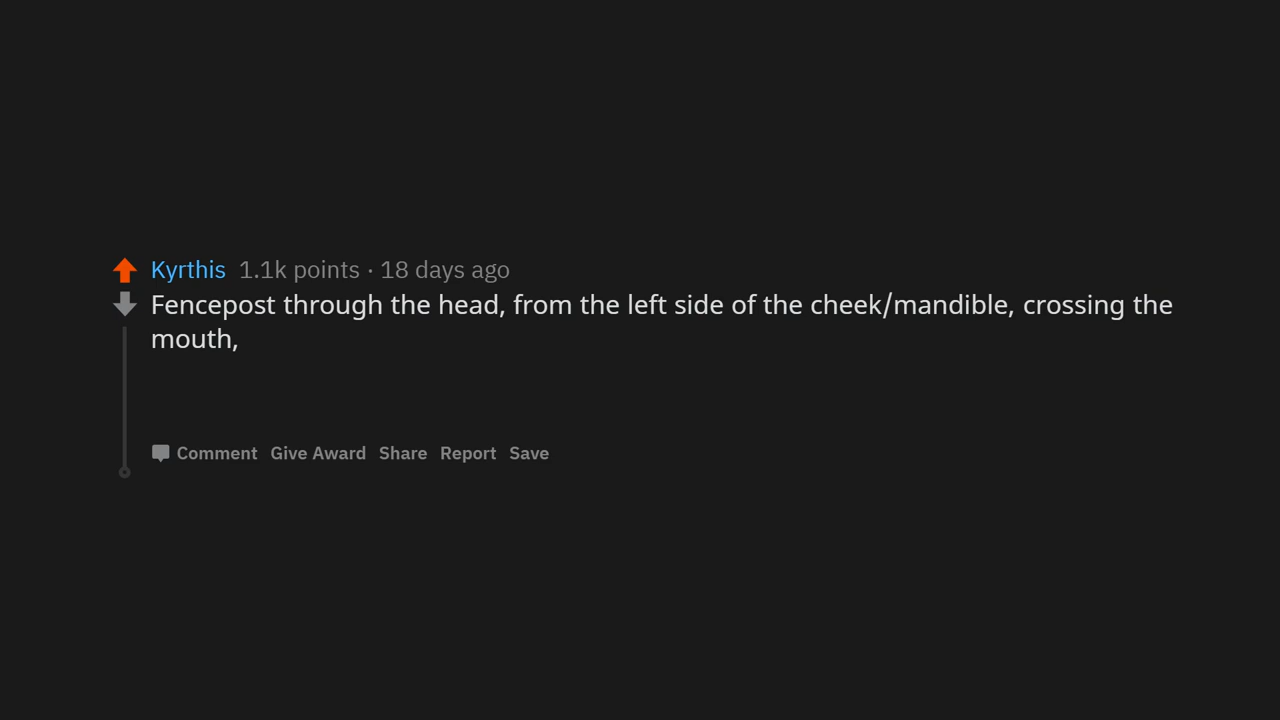 Kyrthis 1.1k points · 18 days ago
Fencepost through the head, from the left side of the cheek/mandible, crossing the
mouth,
Comment Give Award Share Report Save